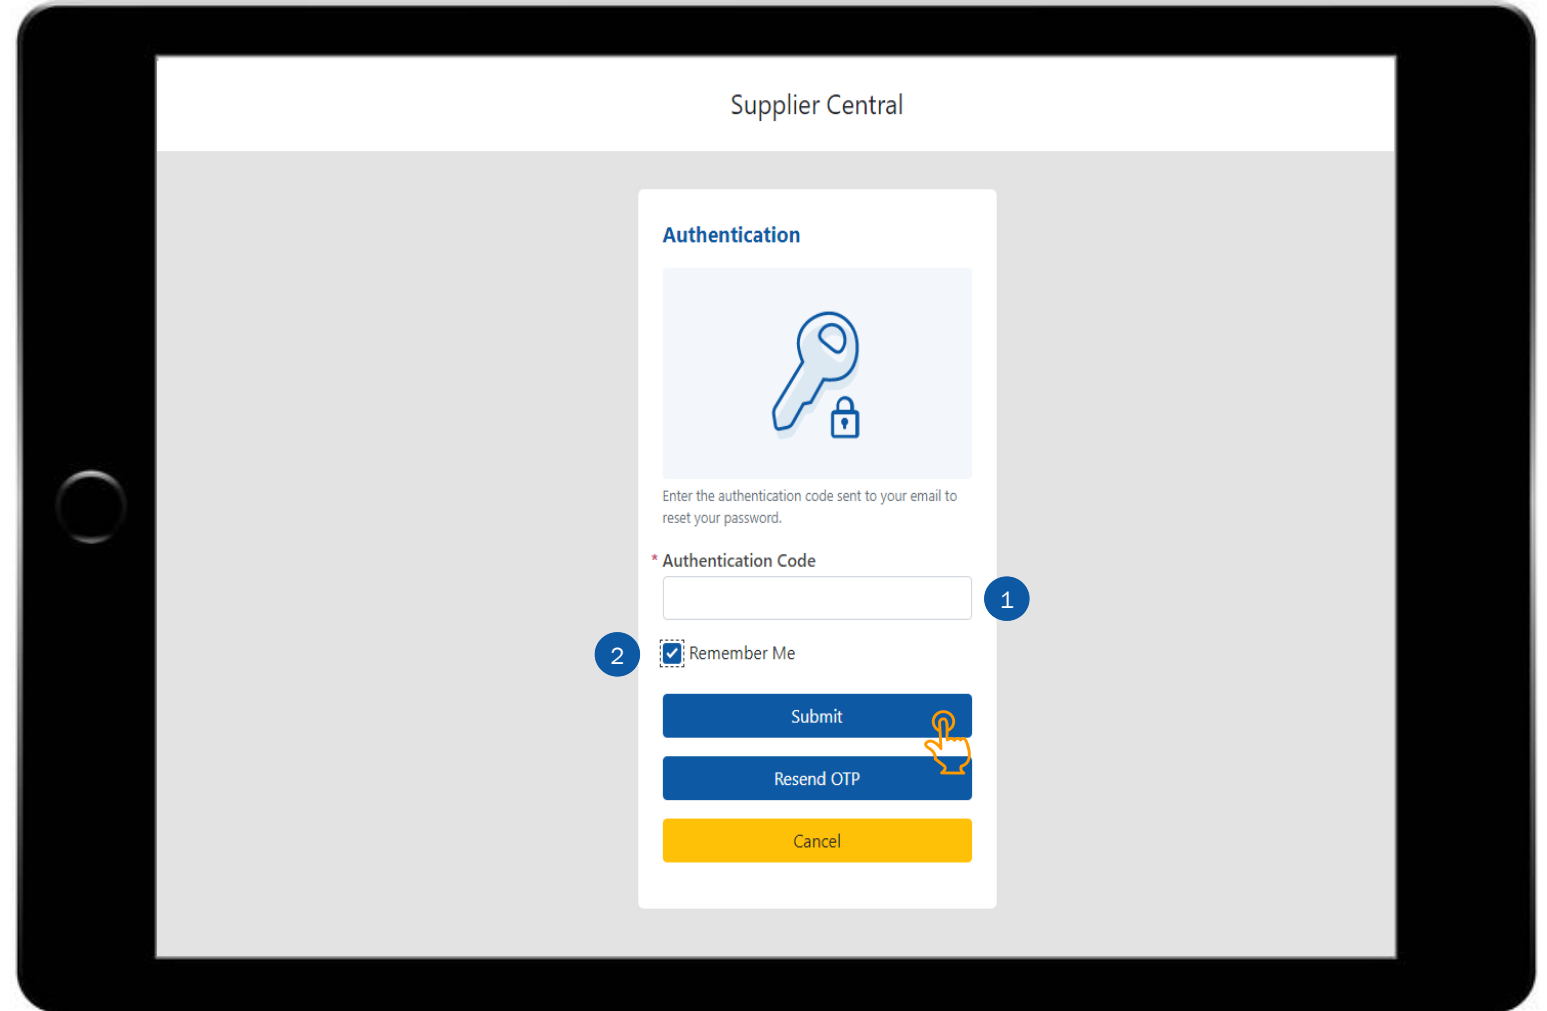 Supplier Central
Authentication
Enter the authentication code sent to your email to
reset your password.
* Authentication Code
1
2
Remember Me
Submit
Resend OTP
Cancel